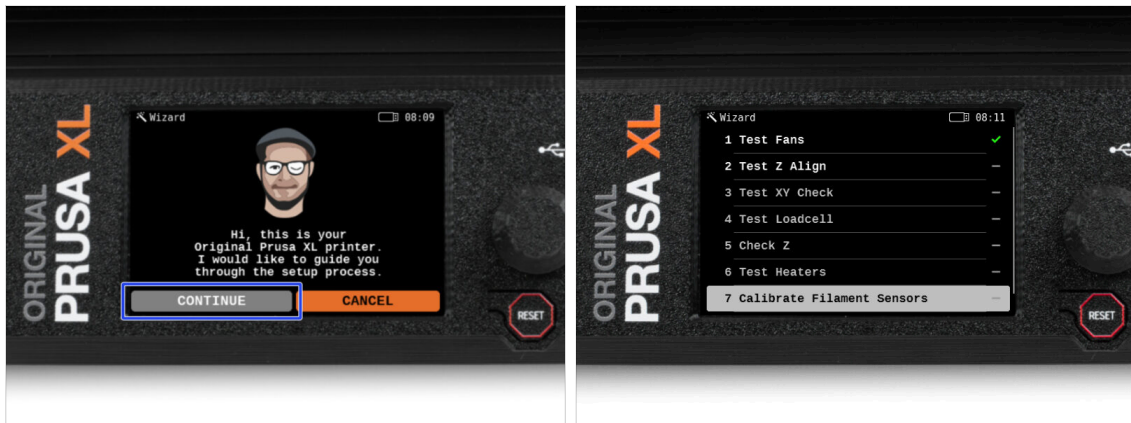 ORIGINAL
PRUSA XL
Wizard
08:09
Hi, this is your
Original Prusa XL printer.
I would like to guide you
through the setup process.
CONTINUE
CANCEL
RESET
ORIGINAL
PRUSA XL
Wizard
08:11
1 Test Fans
2 Test Z Align
3 Test XY Check
4 Test Loadcell
5 Check Z
6 Test Heaters
7 Calibrate Filament Sensors
RESET